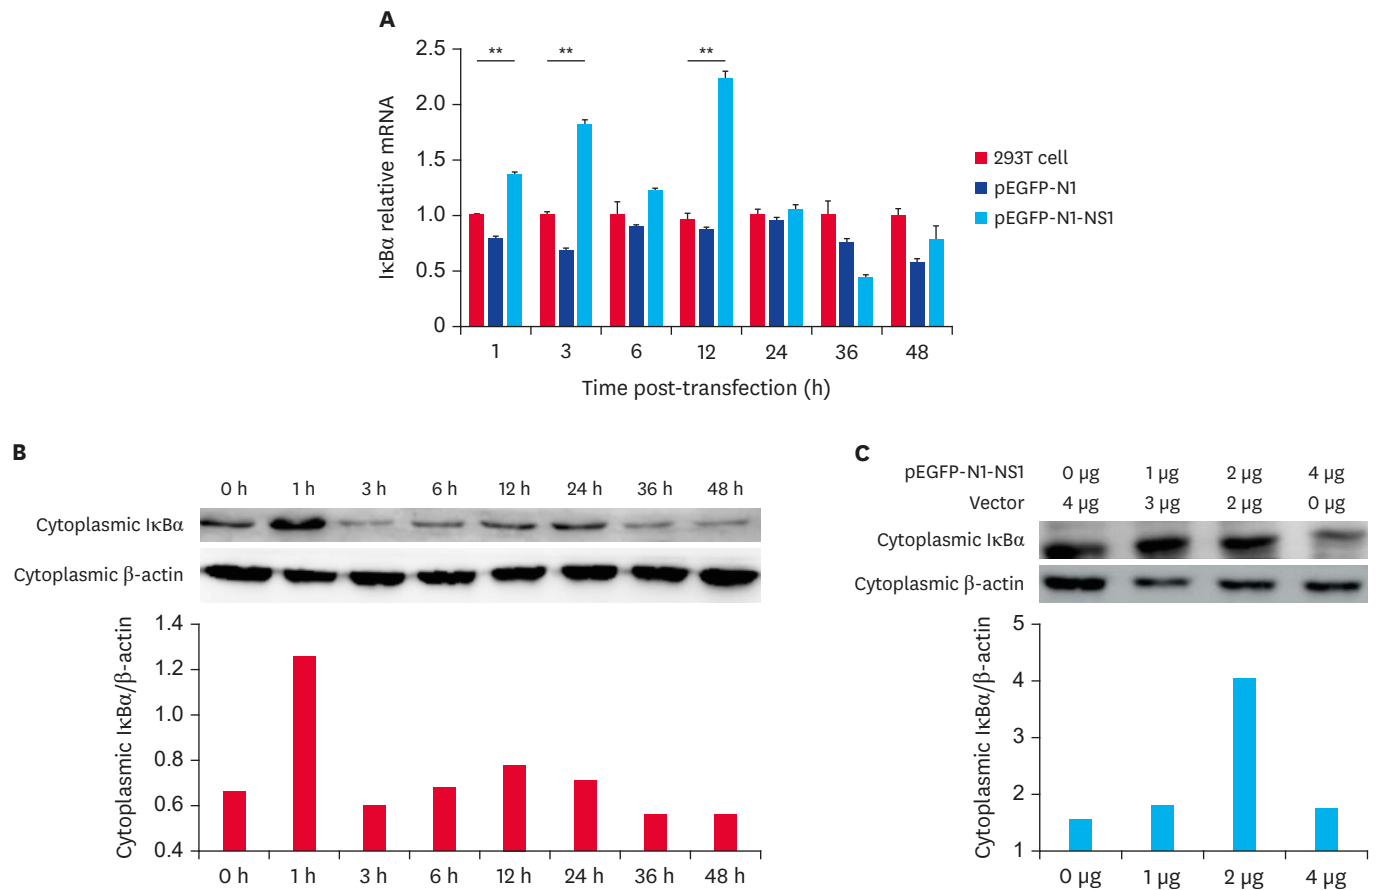 A
IκBα relative mRNA
2.5
2.0
1.5
1.0
0.5
0
** ** **
1 3 6 12 24 36 48
Time post-transfection (h)
293T cell
pEGFP-N1
pEGFP-N1-NS1
B
0 h 1 h 3 h 6 h 12 h 24 h 36 h 48 h
Cytoplasmic IκBα
Cytoplasmic β-actin
Cytoplasmic IκBα/β-actin
1.4
1.2
1.0
0.8
0.6
0.4
0 h 1 h 3 h 6 h 12 h 24 h 36 h 48 h
C
pEGFP-N1-NS1 0 µg 1 µg 2 µg 4 µg
Vector 4 µg 3 µg 2 µg 0 µg
Cytoplasmic IκBα
Cytoplasmic β-actin
Cytoplasmic IκBα/β-actin
5
4
3
2
1
0 µg 1 µg 2 µg 4 µg